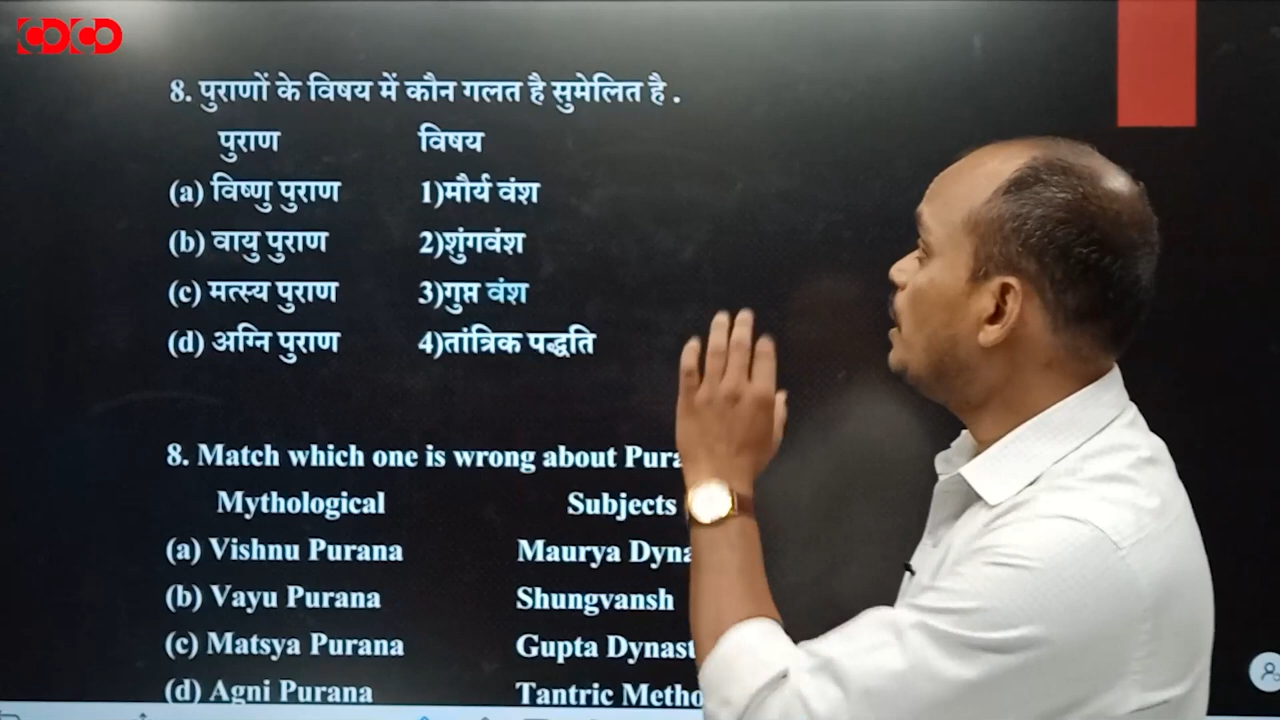 COCO
8. पुराणों के विषय में कौन गलत है सुमेलित है .
पुराण विषय
(a) विष्णु पुराण 1)मौर्य वंश
(b) वायु पुराण 2)शुंगवंश
(c) मत्स्य पुराण 3)गुप्त वंश
(d) अग्नि पुराण 4)तांत्रिक पद्धति
8. Match which one is wrong about Pura
Mythological Subjects
(a) Vishnu Purana Maurya Dyna
(b) Vayu Purana Shungvansh
(c) Matsya Purana Gupta Dynast
(d) Agni Purana Tantric Metho